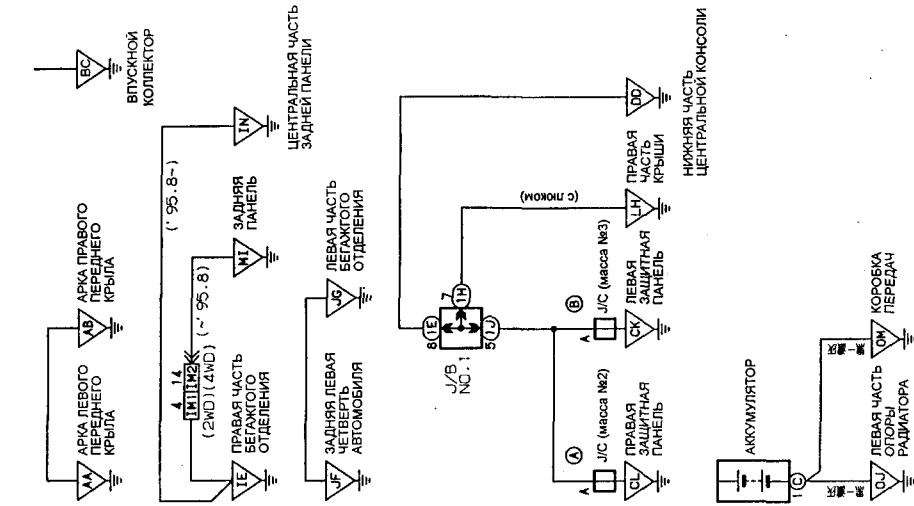 BC
ВПУСКНОЙ
КОЛЛЕКТОР
AA
АРКА ЛЕВОГО
ПЕРЕДНЕГО
КРЫЛА
AB
АРКА ПРАВОГО
ПЕРЕДНЕГО
КРЫЛА
IE
ПРАВАЯ ЧАСТЬ
БЕГАЖГОГО
ОТДЕЛЕНИЯ
(2WD)(4WD)
4 14
IM1 IM2
(~'95.8)
('95.8~)
MI
ЗАДНЯЯ
ПАНЕЛЬ
IN
ЦЕНТРАЛЬНАЯ ЧАСТЬ
ЗАДНЕЙ ПАНЕЛИ
JF
ЗАДНЯЯ ЛЕВАЯ
ЧЕТВЕРТЬ
АВТОМОБИЛЯ
JG
ЛЕВАЯ ЧАСТЬ
БЕГАЖГОГО
ОТДЕЛЕНИЯ
J/B
NO.1
8 1E
7 1H
5 1J
(С ЛЮКОМ)
A
Ⓐ
J/C (масса №2)
CL
ПРАВАЯ
ЗАЩИТНАЯ
ПАНЕЛЬ
A
Ⓑ
J/C (масса №3)
CK
ЛЕВАЯ
ЗАЩИТНАЯ
ПАНЕЛЬ
LH
ПРАВАЯ
ЧАСТЬ
КРЫШИ
DD
НИЖНЯЯ ЧАСТЬ
ЦЕНТРАЛЬНОЙ КОНСОЛИ
АККУМУЛЯТОР
1 C
OJ
ЛЕВАЯ ЧАСТЬ
ОПОРЫ
РАДИАТОРА
OM
КОРОБКА
ПЕРЕДАЧ